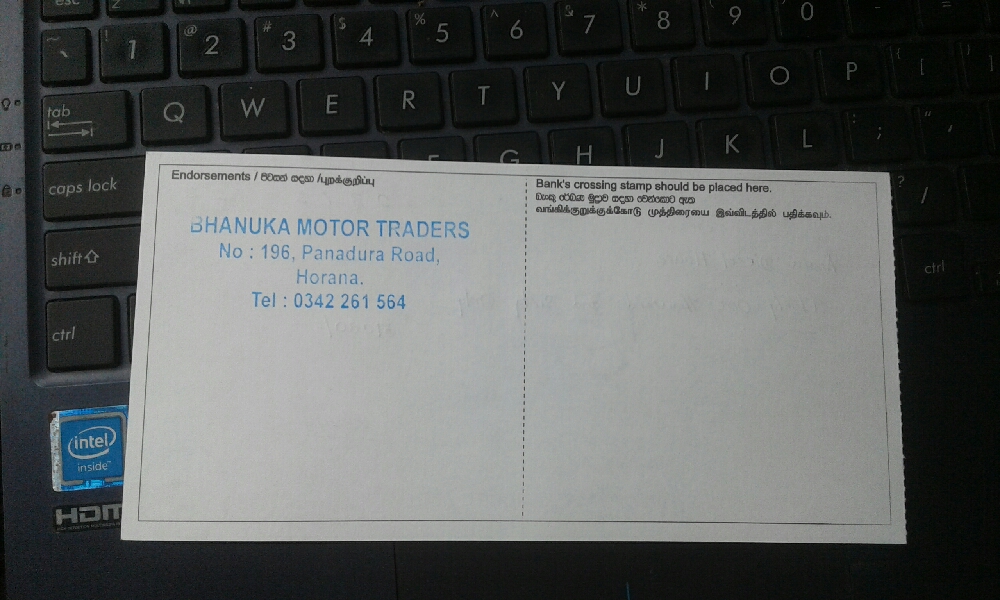 esc
~ `
! 1
@ 2
# 3
$ 4
% 5
^ 6
& 7
* 8
( 9
) 0
tab
Q W E R T Y U I O P { [
caps lock
G H J K L : ; " '
shift
? /
ctrl
ctrl
Endorsements / පිටසන් සඳහා /புறக்குறிப்பு
BHANUKA MOTOR TRADERS
No : 196, Panadura Road,
Horana.
Tel : 0342 261 564
Bank's crossing stamp should be placed here.
வங்கிக்குறுக்குக்கோடு முத்திரையை இவ்விடத்தில் பதிக்கவும்.
intel
inside
HDMI